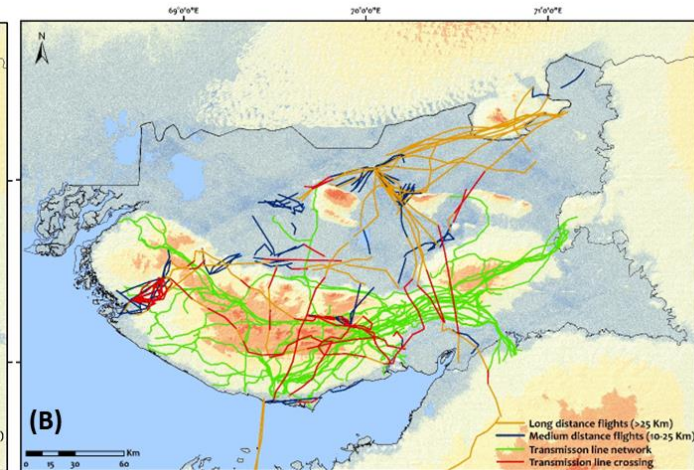 69°0'0"E 70°0'0"E 71°0'0"E
N
(B)
Km
0 15 30 60
Long distance flights (>25 Km)
Medium distance flights (10-25 Km)
Transmisson line network
Transmission line crossing